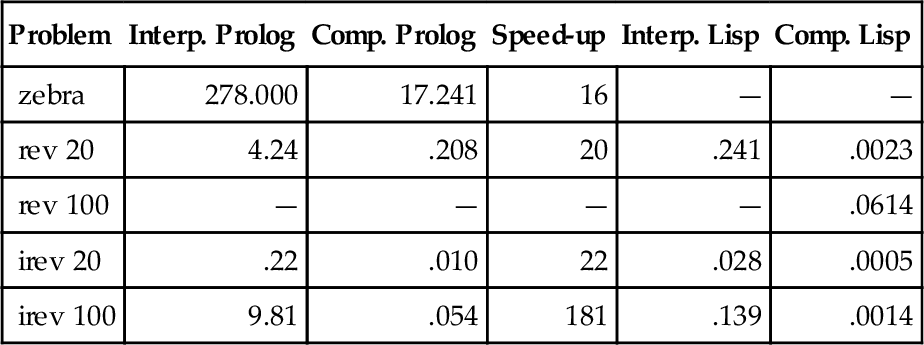 Problem Interp. Prolog Comp. Prolog Speed-up Interp. Lisp Comp. Lisp
zebra 278.000 17.241 16 — —
rev 20 4.24 .208 20 .241 .0023
rev 100 — — — — .0614
irev 20 .22 .010 22 .028 .0005
irev 100 9.81 .054 181 .139 .0014